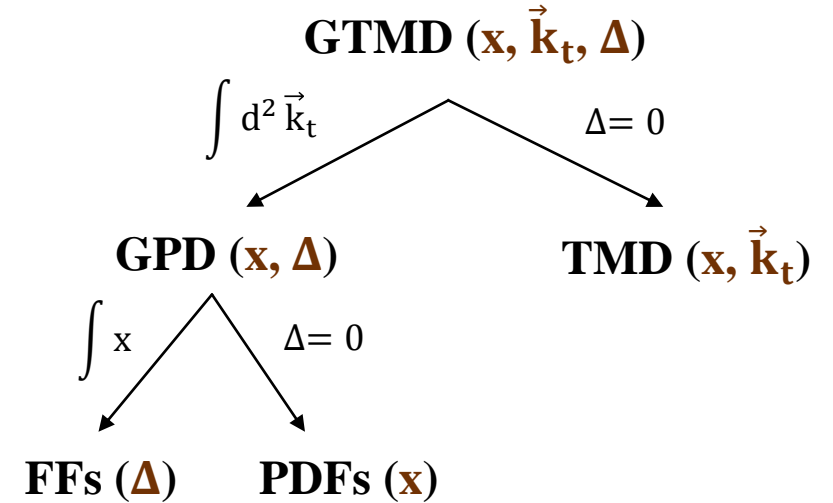 GTMD (x, k⃗ₜ, Δ)
∫ d² k⃗ₜ
Δ= 0
GPD (x, Δ)
TMD (x, k⃗ₜ)
∫ x
Δ= 0
FFs (Δ)
PDFs (x)